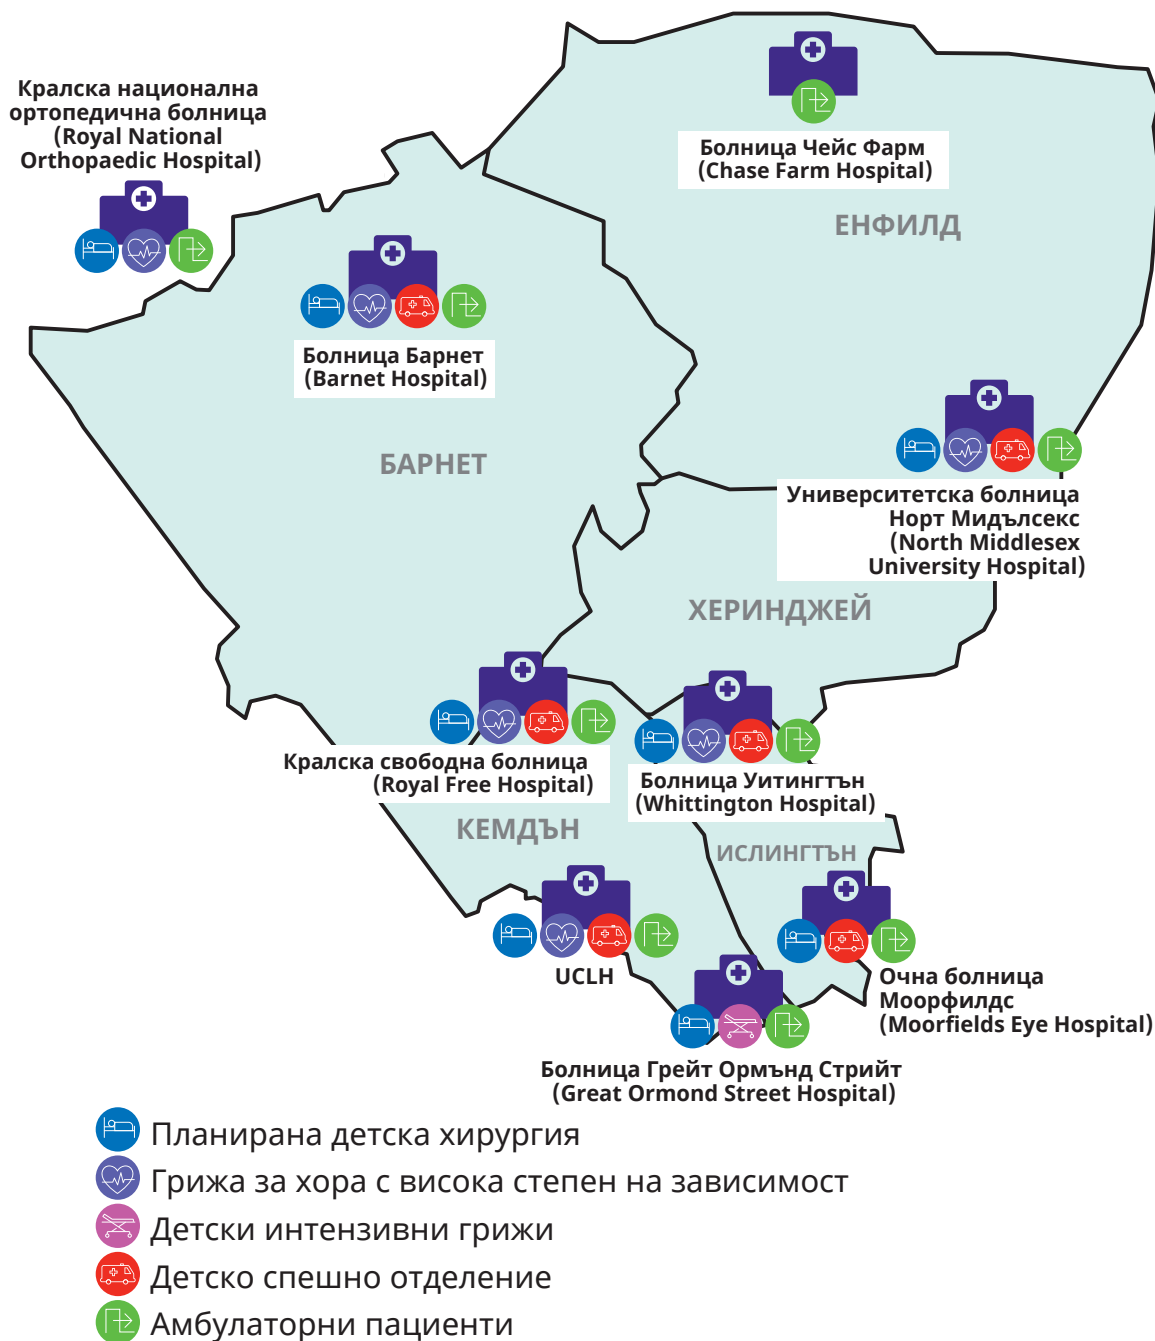 Кралска национална
ортопедична болница
(Royal National
Orthopaedic Hospital)
Болница Чейс Фарм
(Chase Farm Hospital)
ЕНФИЛД
Болница Барнет
(Barnet Hospital)
БАРНЕТ
Университетска болница
Норт Мидълсекс
(North Middlesex
University Hospital)
ХЕРИНДЖЕЙ
Кралска свободна болница
(Royal Free Hospital)
Болница Уитингтън
(Whittington Hospital)
КЕМДЪН
ИСЛИНГТЪН
UCLH
Очна болница
Моорфилдс
(Moorfields Eye Hospital)
Болница Грейт Ормънд Стрийт
(Great Ormond Street Hospital)
Планирана детска хирургия
Грижа за хора с висока степен на зависимост
Детски интензивни грижи
Детско спешно отделение
Амбулаторни пациенти